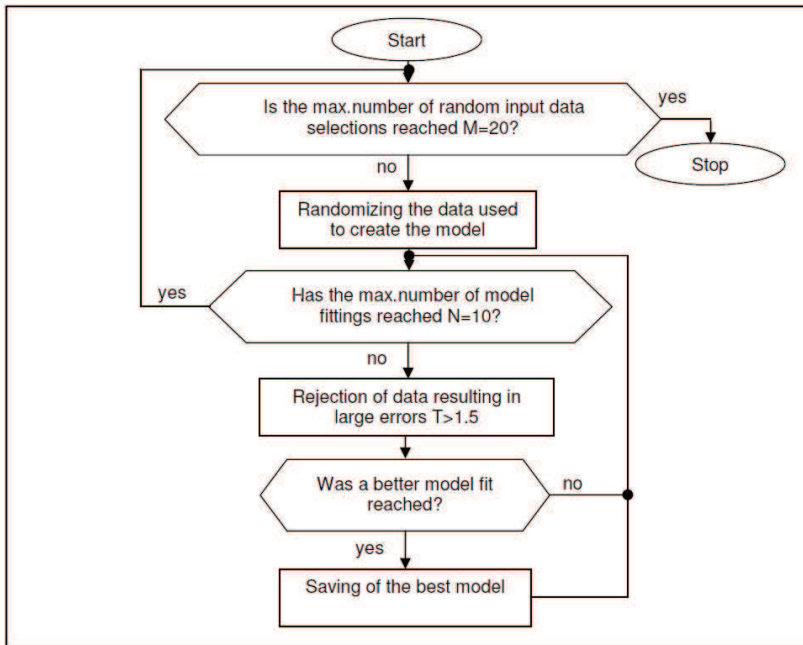 Start
Is the max.number of random input data
selections reached M=20?
yes
Stop
no
Randomizing the data used
to create the model
yes
Has the max.number of model
fittings reached N=10?
no
Rejection of data resulting in
large errors T>1.5
Was a better model fit
reached?
no
yes
Saving of the best model